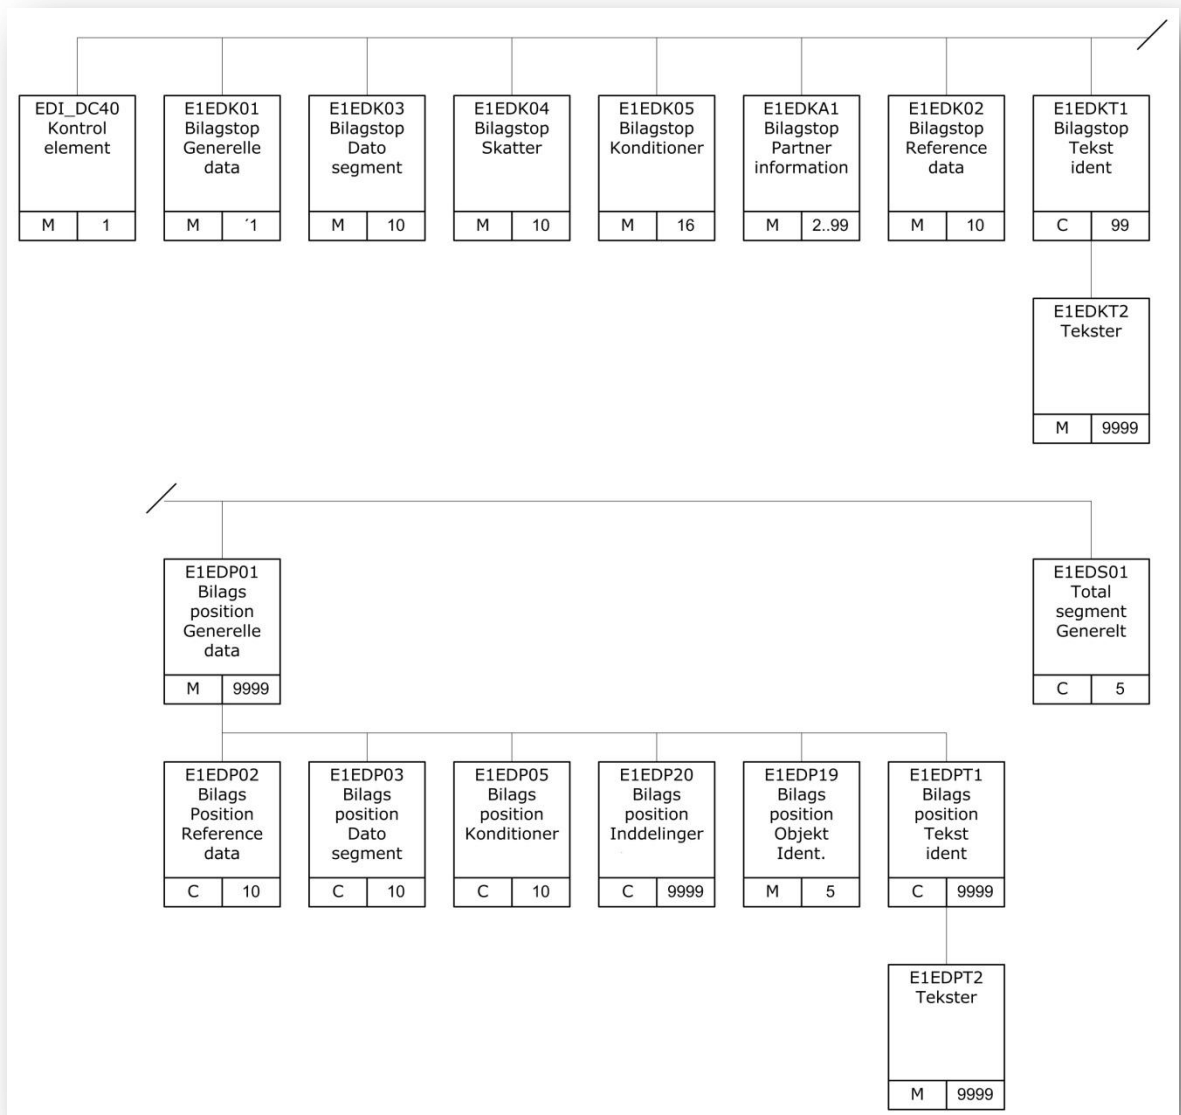 EDI_DC40
Kontrol
element
M 1
E1EDK01
Bilagstop
Generelle
data
M ´1
E1EDK03
Bilagstop
Dato
segment
M 10
E1EDK04
Bilagstop
Skatter
M 10
E1EDK05
Bilagstop
Konditioner
M 16
E1EDKA1
Bilagstop
Partner
information
M 2..99
E1EDK02
Bilagstop
Reference
data
M 10
E1EDKT1
Bilagstop
Tekst
ident
C 99
E1EDKT2
Tekster
M 9999
E1EDP01
Bilags
position
Generelle
data
M 9999
E1EDS01
Total
segment
Generelt
C 5
E1EDP02
Bilags
Position
Reference
data
C 10
E1EDP03
Bilags
position
Dato
segment
C 10
E1EDP05
Bilags
position
Konditioner
C 10
E1EDP20
Bilags
position
Inddelinger
C 9999
E1EDP19
Bilags
position
Objekt
Ident.
M 5
E1EDPT1
Bilags
position
Tekst
ident
C 9999
E1EDPT2
Tekster
M 9999